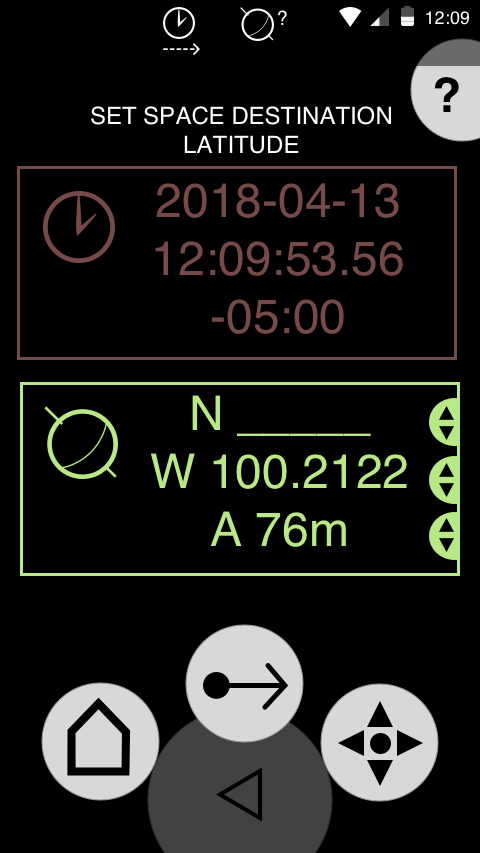 ?
12:09
?
SET SPACE DESTINATION
LATITUDE
2018-04-13
12:09:53.56
-05:00
N _____
W 100.2122
A 76m